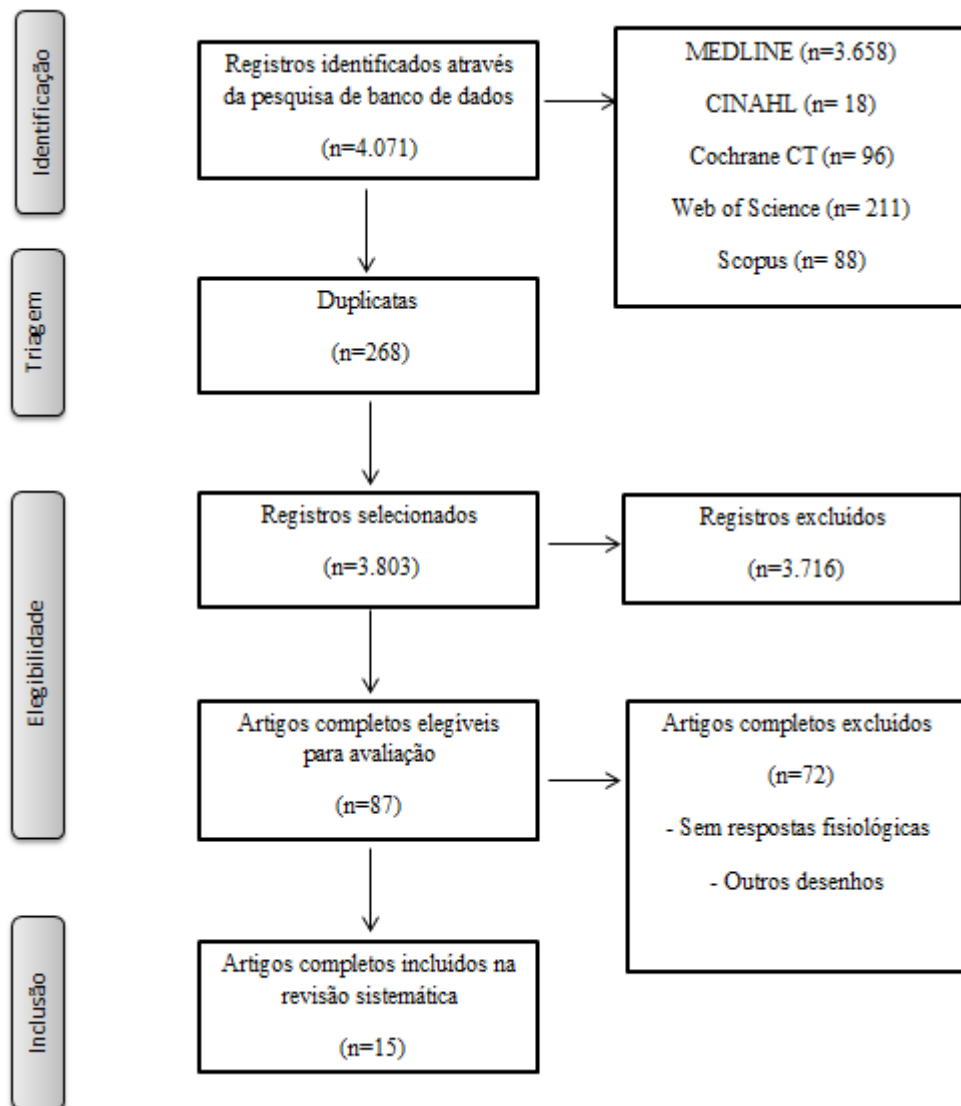 Identificação
Registros identificados através
da pesquisa de banco de dados
(n=4.071)
MEDLINE (n=3.658)
CINAHL (n= 18)
Cochrane CT (n= 96)
Web of Science (n= 211)
Scopus (n= 88)
Triagem
Duplicatas
(n=268)
Elegibilidade
Registros selecionados
(n=3.803)
Registros excluídos
(n=3.716)
Artigos completos elegíveis
para avaliação
(n=87)
Artigos completos excluídos
(n=72)
- Sem respostas fisiológicas
- Outros desenhos
Inclusão
Artigos completos incluídos na
revisão sistemática
(n=15)